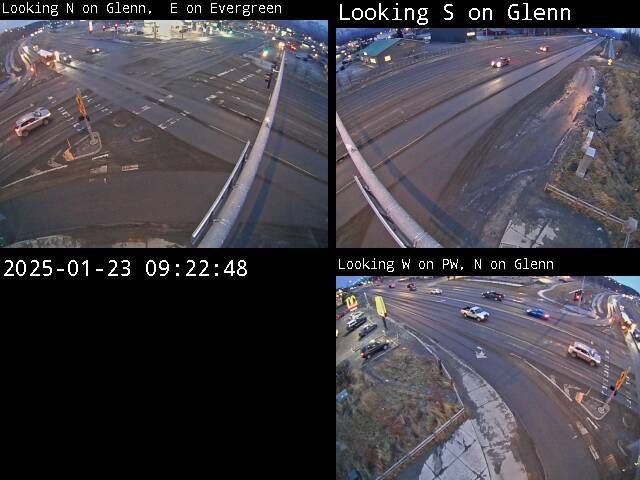 Looking N on Glenn, E on Evergreen
Looking S on Glenn
2025-01-23 09:22:48
Looking W on PW, N on Glenn